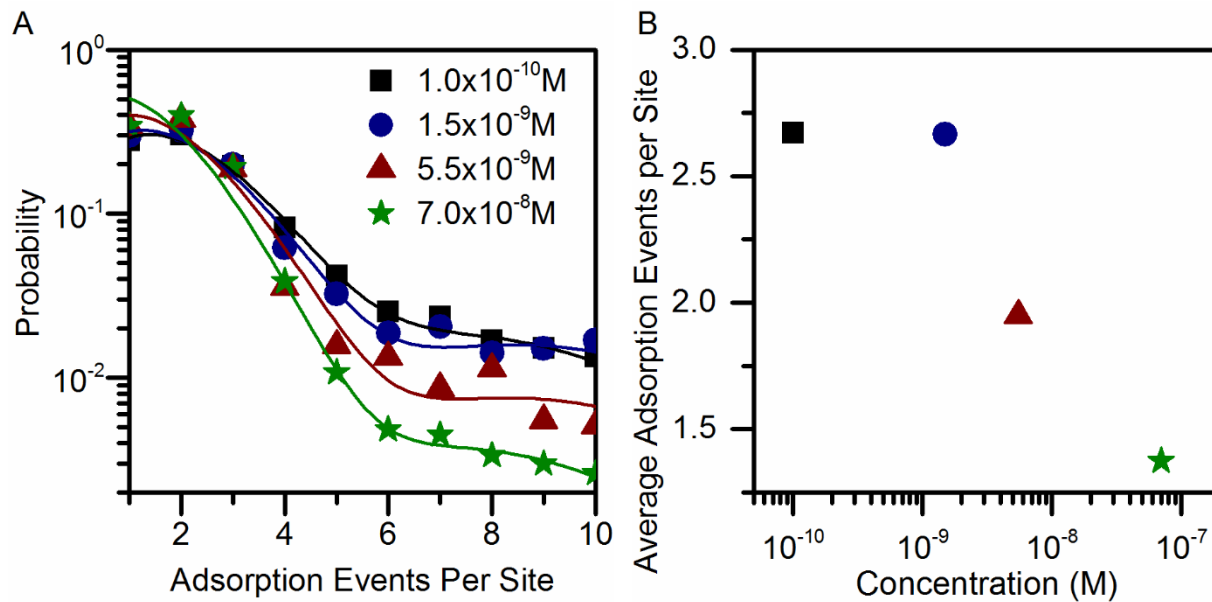 A
Probability
10⁰
10⁻¹
10⁻²
1.0x10⁻¹⁰M
1.5x10⁻⁹M
5.5x10⁻⁹M
7.0x10⁻⁸M
2 4 6 8 10
Adsorption Events Per Site
B
Average Adsorption Events per Site
3.0
2.5
2.0
1.5
10⁻¹⁰ 10⁻⁹ 10⁻⁸ 10⁻⁷
Concentration (M)